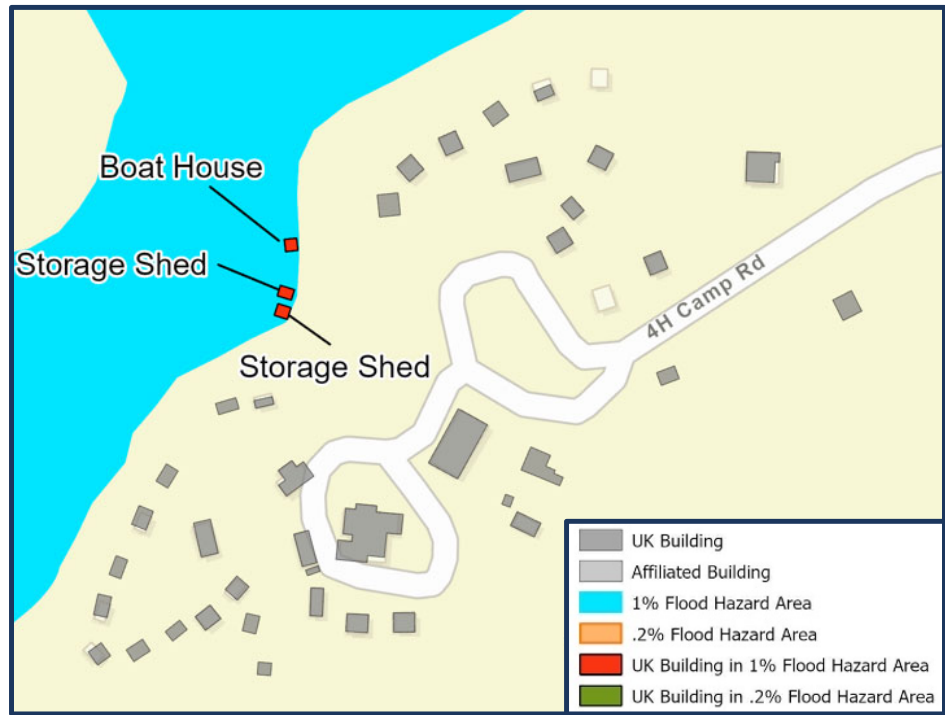 Boat House
Storage Shed
Storage Shed
4H Camp Rd
UK Building
Affiliated Building
1% Flood Hazard Area
.2% Flood Hazard Area
UK Building in 1% Flood Hazard Area
UK Building in .2% Flood Hazard Area